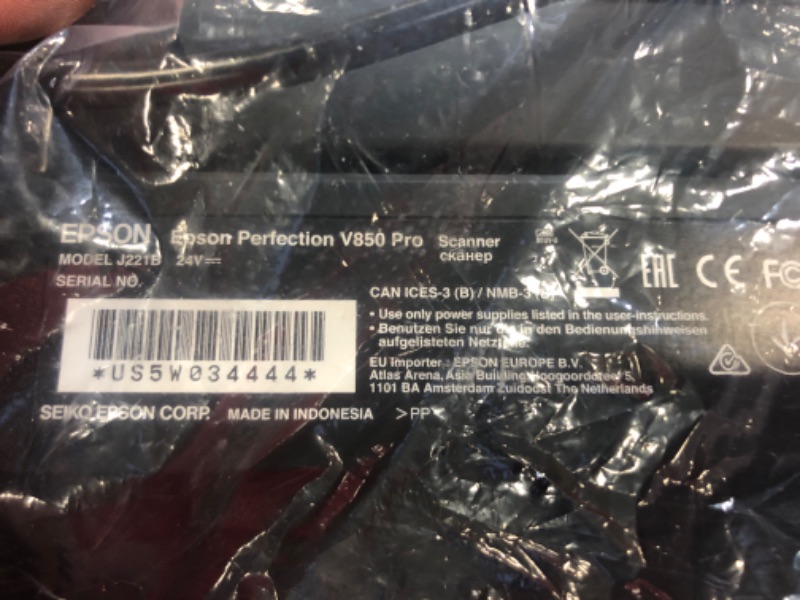 EPSON Epson Perfection V850 Pro Scanner
сканер
MODEL J221B 24V
SERIAL NO.
*US5W034444*
SEIKO EPSON CORP. MADE IN INDONESIA >PP
CAN ICES-3 (B) / NMB-3
• Use only power supplies listed in the user-instructions.
• Benutzen Sie nur die in den Bedienungshinweisen
aufgelisteten
EU Importer : EPSON EUROPE B.V.
Atlas Arena, Asia Building, Hoogoorddreef 5,
1101 BA Amsterdam Zuidoost The Netherlands
EAC CE FC